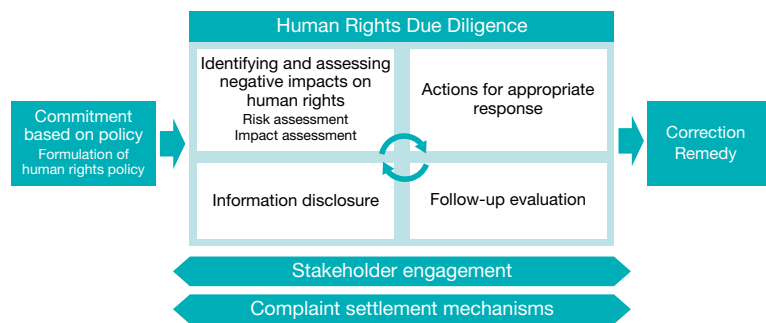 Human Rights Due Diligence
Commitment
based on policy
Formulation of
human rights policy
Identifying and assessing
negative impacts on
human rights
Risk assessment
Impact assessment
Actions for appropriate
response
Information disclosure
Follow-up evaluation
Correction
Remedy
Stakeholder engagement
Complaint settlement mechanisms